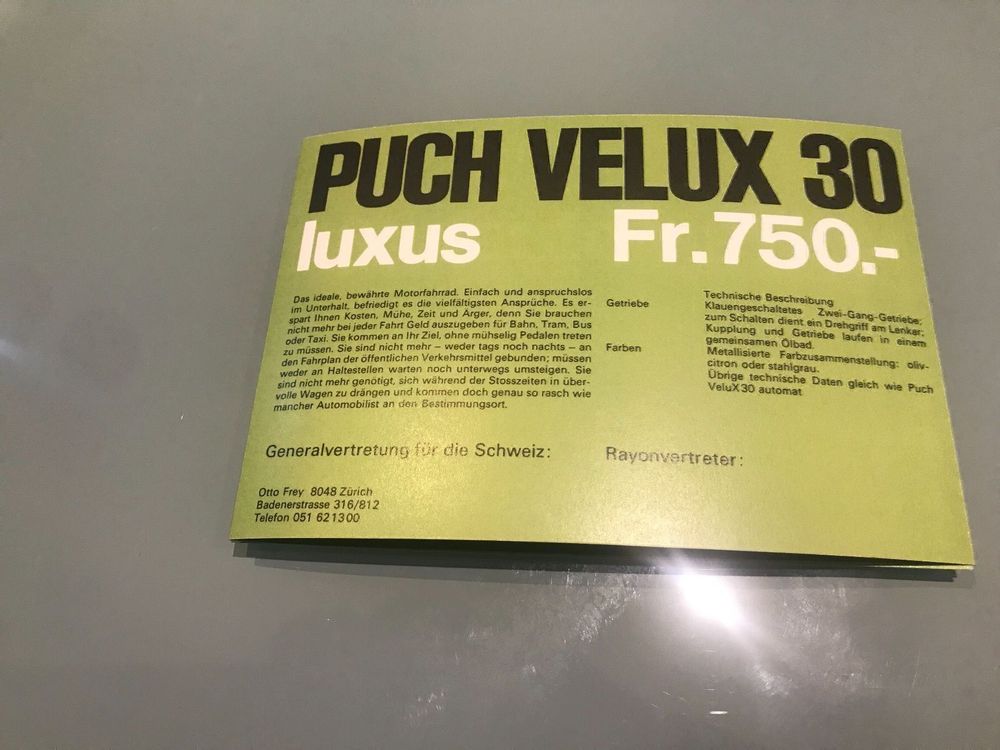 PUCH VELUX 30
luxus Fr.750.-
Das ideale, bewährte Motorfahrrad. Einfach und anspruchslos
im Unterhalt, befriedigt es die vielfältigsten Ansprüche. Es er-
spart Ihnen Kosten, Mühe, Zeit und Ärger, denn Sie brauchen
nicht mehr bei jeder Fahrt Geld auszugeben für Bahn, Tram, Bus
oder Taxi. Sie kommen an Ihr Ziel, ohne mühselig Pedalen treten
zu müssen. Sie sind nicht mehr – weder tags noch nachts – an
den Fahrplan der öffentlichen Verkehrsmittel gebunden; müssen
weder an Haltestellen warten noch unterwegs umsteigen. Sie
sind nicht mehr genötigt, sich während der Stosszeiten in über-
volle Wagen zu drängen und kommen doch genau so rasch wie
mancher Automobilist an den Bestimmungsort.
Technische Beschreibung
Getriebe Klauengeschaltetes Zwei-Gang-Getriebe;
zum Schalten dient ein Drehgriff am Lenker;
Kupplung und Getriebe laufen in einem
gemeinsamen Ölbad.
Farben Metallisierte Farbzusammenstellung: oliv-
citron oder stahlgrau.
Übrige technische Daten gleich wie Puch
VeluX30 automat
Generalvertretung für die Schweiz:
Otto Frey 8048 Zürich
Badenerstrasse 316/812
Telefon 051 621300
Rayonvertreter: